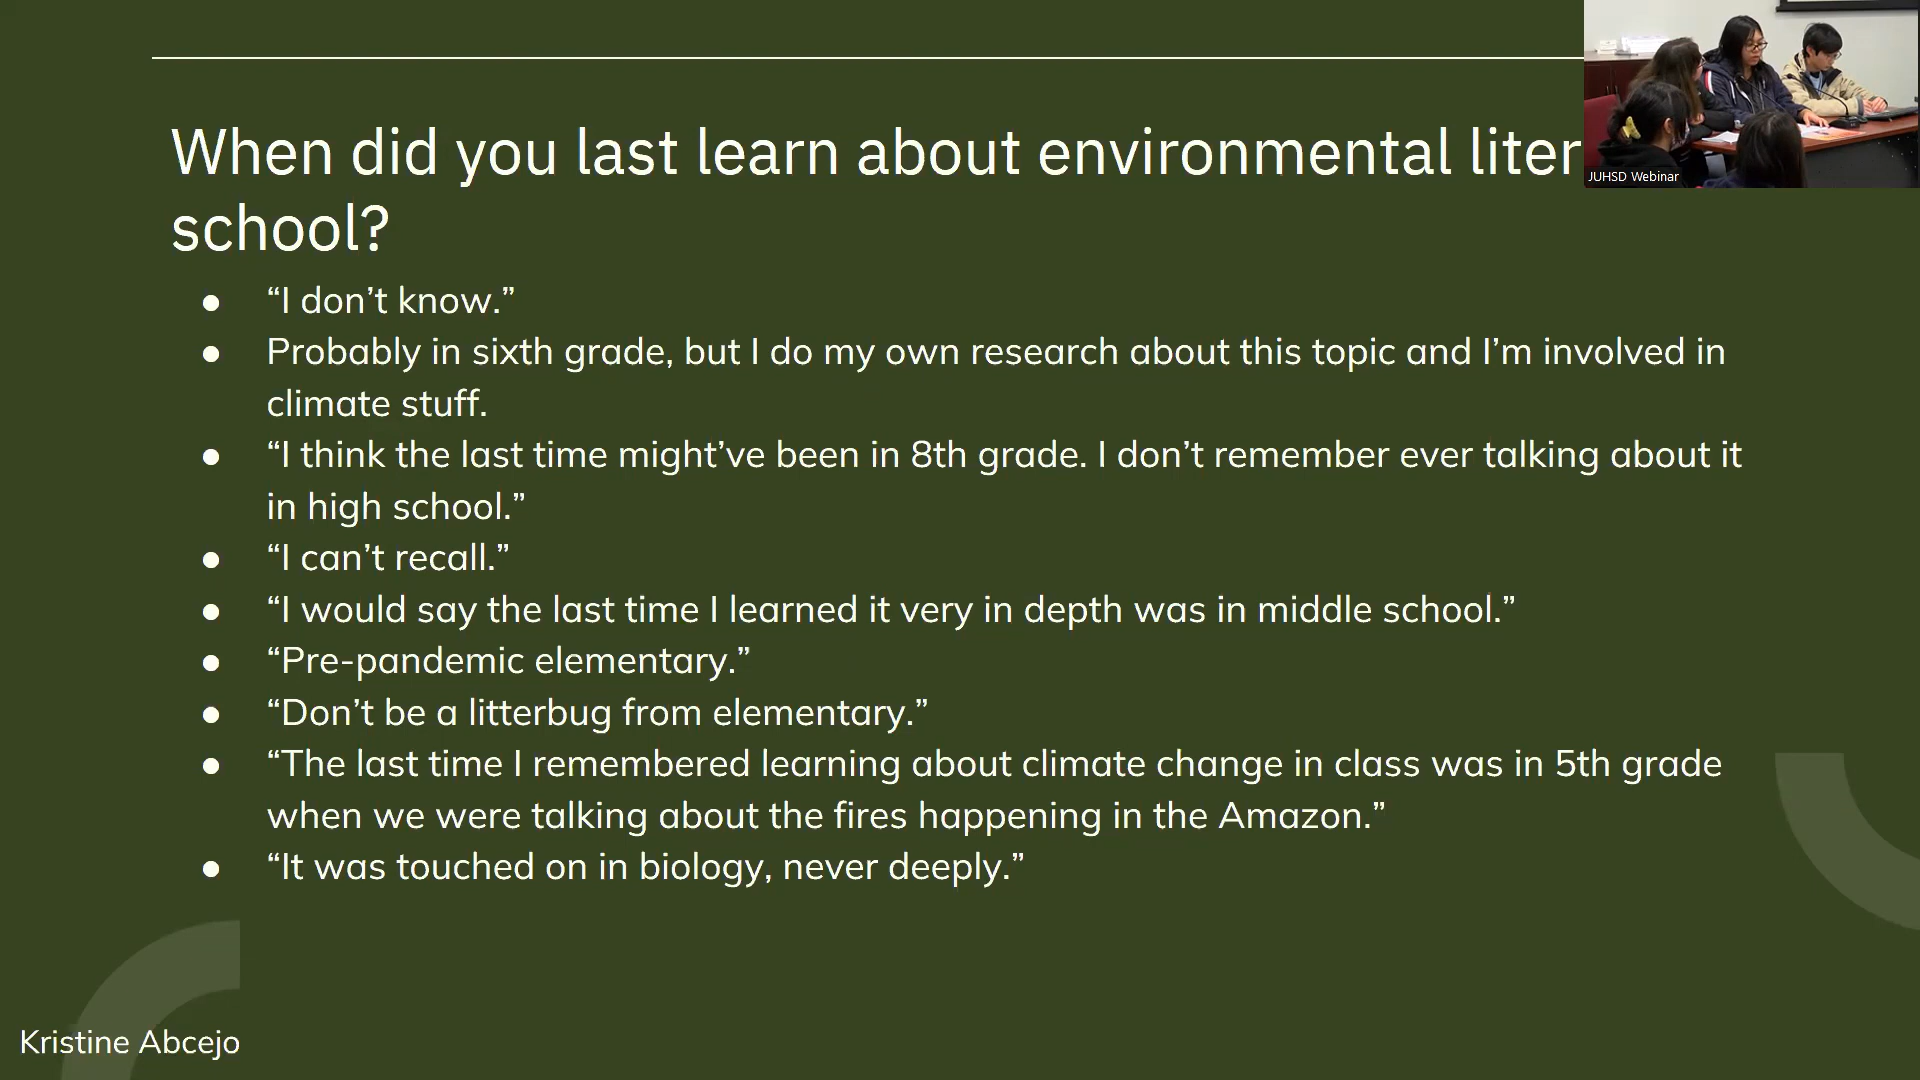 When did you last learn about environmental liter
school?
● “I don’t know.”
● Probably in sixth grade, but I do my own research about this topic and I’m involved in
climate stuff.
● “I think the last time might’ve been in 8th grade. I don’t remember ever talking about it
in high school.”
● “I can’t recall.”
● “I would say the last time I learned it very in depth was in middle school.”
● “Pre-pandemic elementary.”
● “Don’t be a litterbug from elementary.”
● “The last time I remembered learning about climate change in class was in 5th grade
when we were talking about the fires happening in the Amazon.”
● “It was touched on in biology, never deeply.”
Kristine Abcejo
JUHSD Webinar